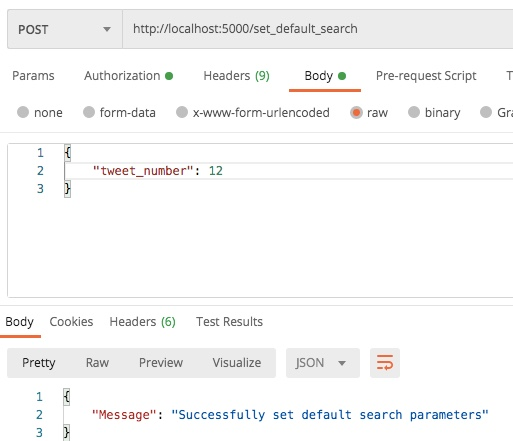 POST http://localhost:5000/set_default_search
Params Authorization Headers (9) Body Pre-request Script T
none form-data x-www-form-urlencoded raw binary Gra
1 {
2 "tweet_number": 12
3 }
Body Cookies Headers (6) Test Results
Pretty Raw Preview Visualize JSON
1 {
2 "Message": "Successfully set default search parameters"
3 }